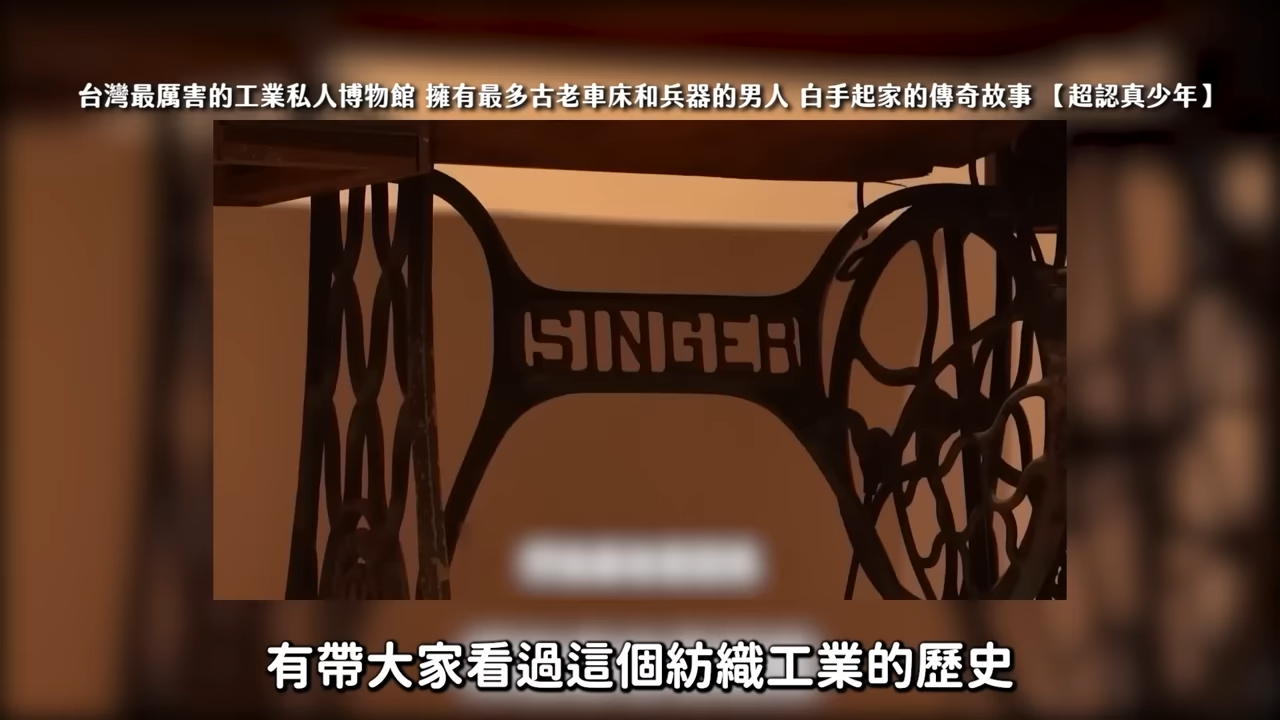 台灣最厲害的工業私人博物館 擁有最多古老車床和兵器的男人 白手起家的傳奇故事 【超認真少年】
SINGER
有帶大家看過這個紡織工業的歷史